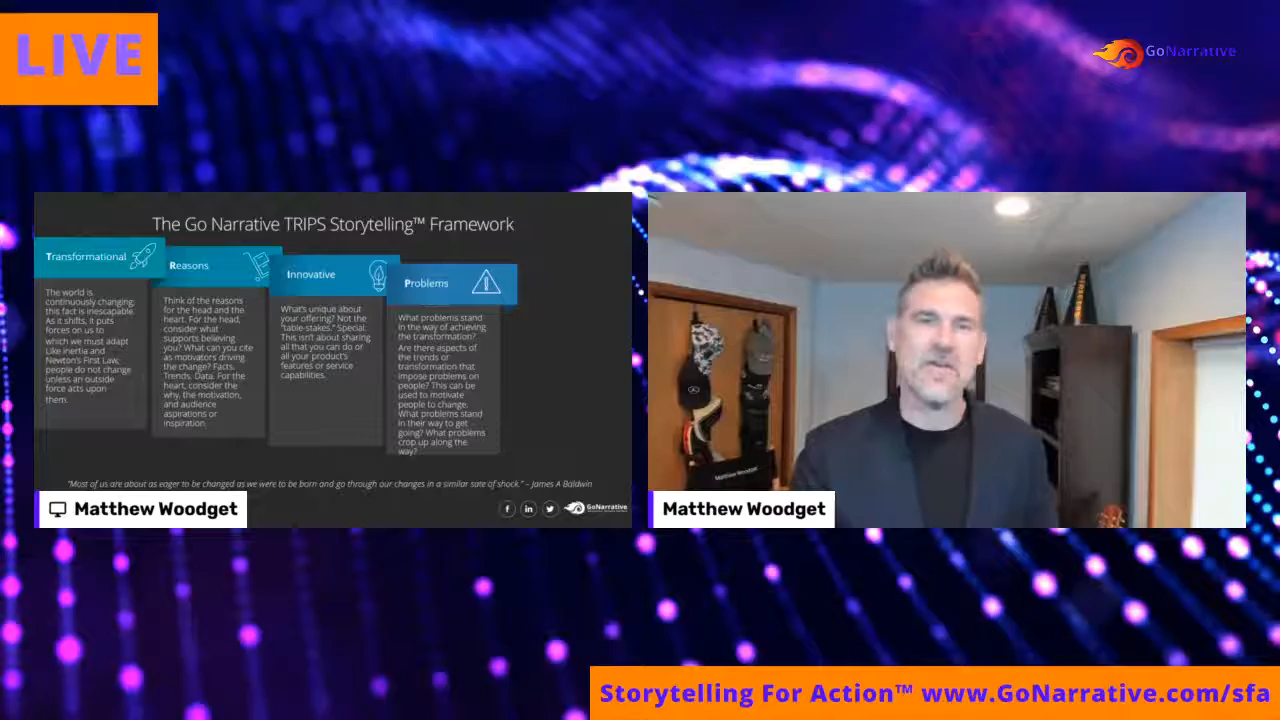 LIVE
GoNarrative
The Go Narrative TRIPS Storytelling™ Framework
Transformational
The world is
continuously changing;
this fact is inescapable.
As it shifts, it puts
forces on us to
which we must adapt
Like inertia and
Newton's First Law,
people do not change
unless an outside
force acts upon
them.
Reasons
Think of the reasons
for the head and the
heart. For the head,
consider what
supports believing
you? What can you cite
as motivators driving
the change? Facts.
Trends. Data. For the
heart, consider the
why, the motivation,
and audience
aspirations or
inspiration.
Innovative
What's unique about
your offering? Not the
"table-stakes." Special.
This isn't about sharing
all that you can do or
all your product's
features or service
capabilities.
Problems
What problems stand
in the way of achieving
the transformation?
Are there aspects of
the trends or
transformation that
impose problems on
people? This can be
used to motivate
people to change.
What problems stand
in their way to get
going? What problems
crop up along the
way?
"Most of us are about as eager to be changed as we were to be born and go through our changes in a similar sate of shock." – James A Baldwin
GoNarrative
Matthew Woodget
Matthew Woodget
Matthew Woodget
Storytelling For Action™ www.GoNarrative.com/sfa